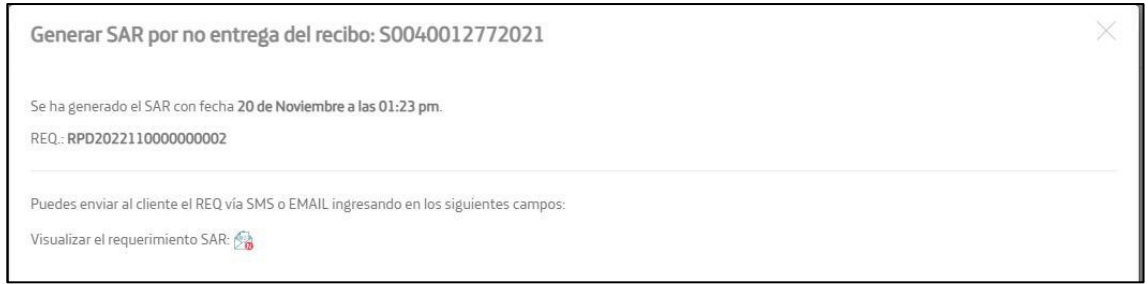 Generar SAR por no entrega del recibo: S0040012772021
Se ha generado el SAR con fecha 20 de Noviembre a las 01:23 pm.
REQ.: RPD2022110000000002
Puedes enviar al cliente el REQ vía SMS o EMAIL ingresando en los siguientes campos:
Visualizar el requerimiento SAR: